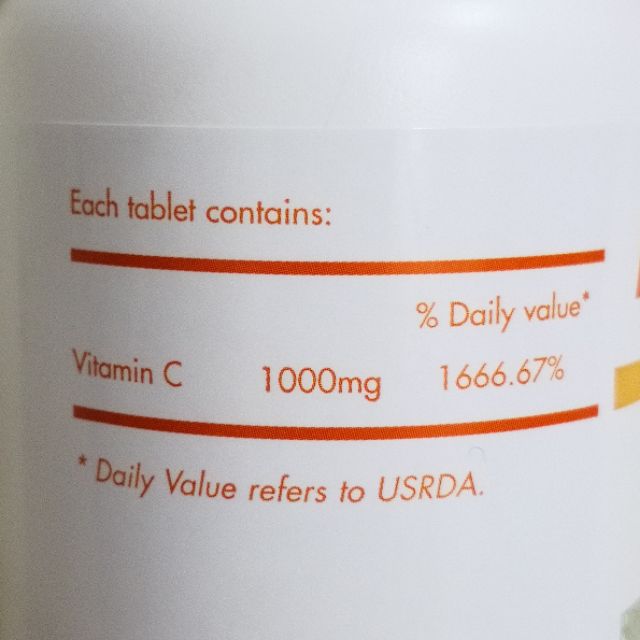 Each tablet contains:
% Daily value*
Vitamin C 1000mg 1666.67%
* Daily Value refers to USRDA.